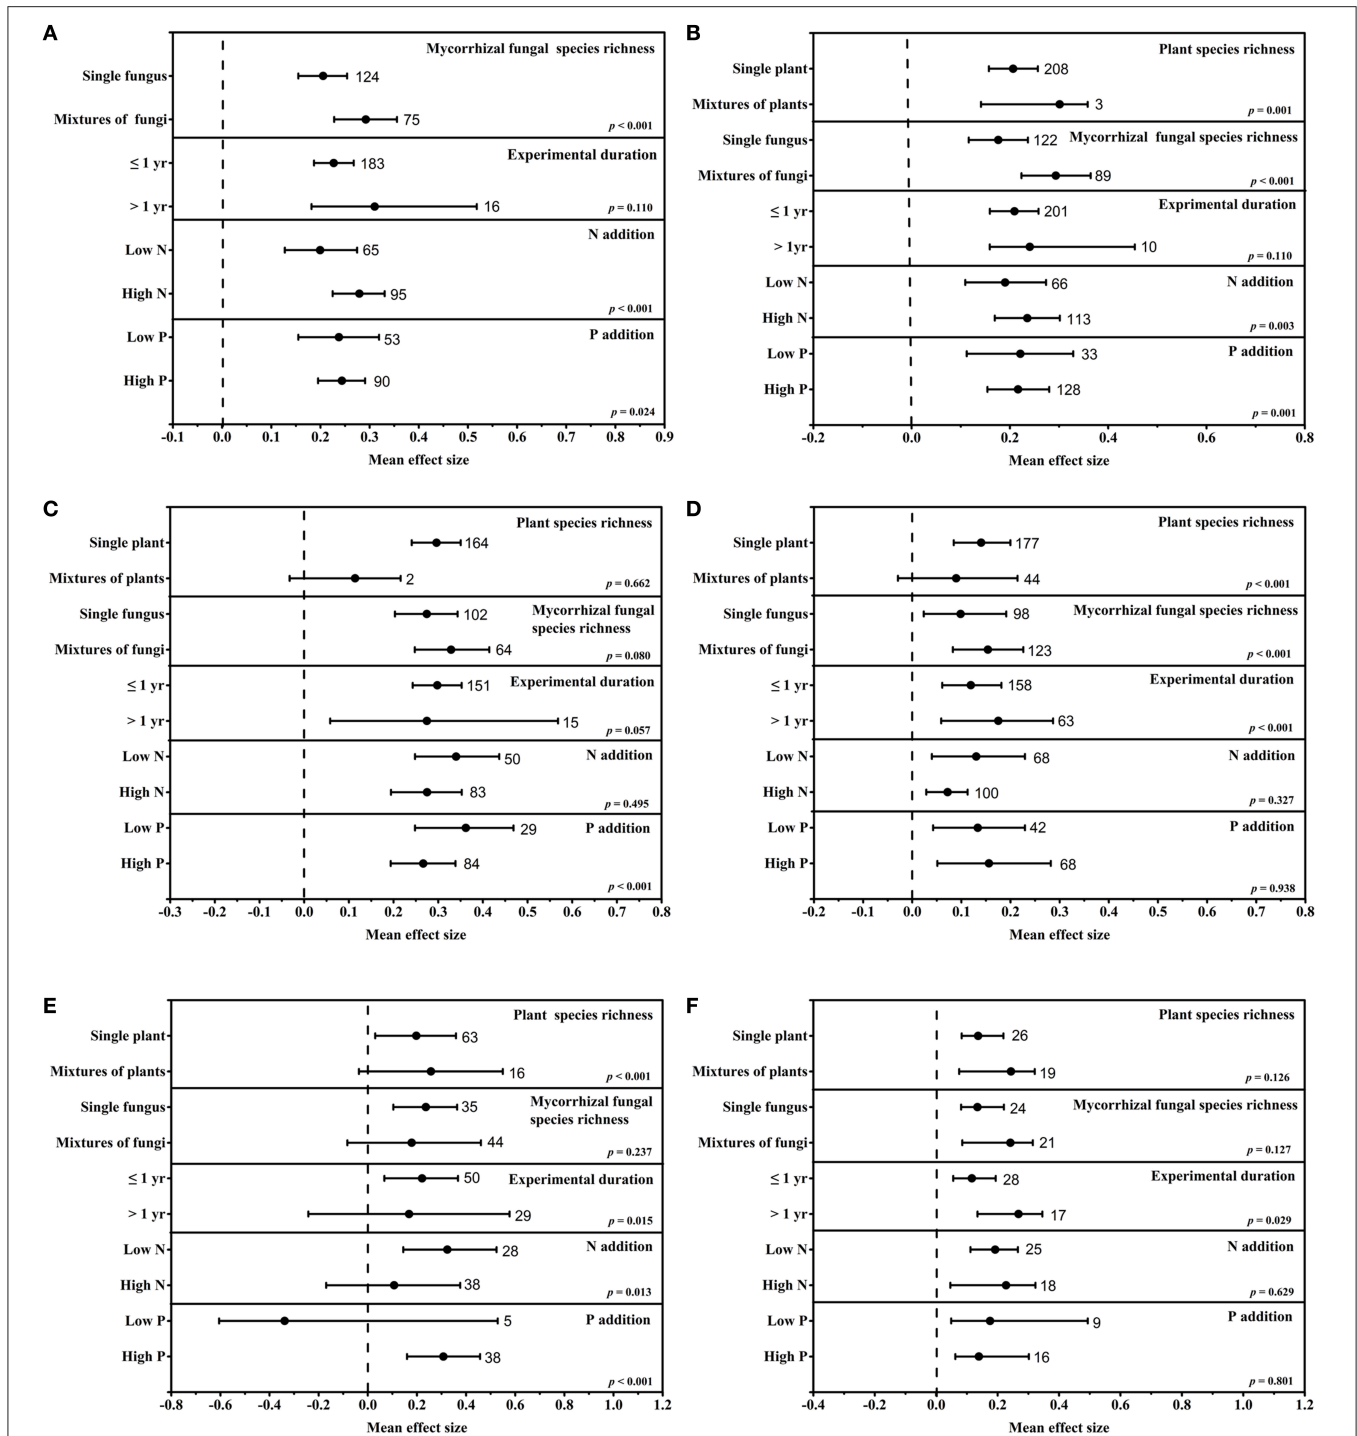 A
Mycorrhizal fungal species richness
Single fungus 124
Mixtures of fungi 75
p < 0.001
≤ 1 yr 183 Experimental duration
> 1 yr 16
p = 0.110
N addition
Low N 65
High N 95
p < 0.001
Low P 53 P addition
High P 90
p = 0.024
-0.1 0.0 0.1 0.2 0.3 0.4 0.5 0.6 0.7 0.8 0.9
Mean effect size
B
Plant species richness
Single plant 208
Mixtures of plants 3
p = 0.001
Single fungus 122 Mycorrhizal fungal species richness
Mixtures of fungi 89
p < 0.001
≤ 1 yr 201 Exprimental duration
> 1yr 10
p = 0.110
Low N 66 N addition
High N 113
p = 0.003
Low P 33 P addition
High P 128
p = 0.001
-0.2 0.0 0.2 0.4 0.6 0.8
Mean effect size
C
Plant species richness
Single plant 164
Mixtures of plants 2
p = 0.662
Single fungus 102 Mycorrhizal fungal
species richness
Mixtures of fungi 64
p = 0.080
≤ 1 yr 151 Experimental duration
> 1 yr 15
p = 0.057
Low N 50 N addition
High N 83
p = 0.495
Low P 29 P addition
High P 84
p < 0.001
-0.3 -0.2 -0.1 0.0 0.1 0.2 0.3 0.4 0.5 0.6 0.7 0.8
Mean effect size
D
Plant species richness
Single plant 177
Mixtures of plants 44
p < 0.001
Single fungus 98 Mycorrhizal fungal species richness
Mixtures of fungi 123
p < 0.001
≤ 1 yr 158 Experimental duration
> 1 yr 63
p < 0.001
Low N 68 N addition
High N 100
p = 0.327
Low P 42 P addition
High P 68
p = 0.938
-0.2 -0.1 0.0 0.1 0.2 0.3 0.4 0.5 0.6 0.7 0.8
Mean effect size
E
Plant species richness
Single plant 63
Mixtures of plants 16
p < 0.001
Single fungus 35 Mycorrhizal fungal
species richness
Mixtures of fungi 44
p = 0.237
≤ 1 yr 50 Experimental duration
> 1 yr 29
p = 0.015
Low N 28 N addition
High N 38
p = 0.013
Low P 5 P addition
High P 38
p < 0.001
-0.8 -0.6 -0.4 -0.2 0.0 0.2 0.4 0.6 0.8 1.0 1.2
Mean effect size
F
Plant species richness
Single plant 26
Mixtures of plants 19
p = 0.126
Single fungus 24 Mycorrhizal fungal species richness
Mixtures of fungi 21
p = 0.127
≤ 1 yr 28 Experimental duration
> 1 yr 17
p = 0.029
Low N 25 N addition
High N 18
p = 0.629
Low P 9 P addition
High P 16
p = 0.801
-0.4 -0.2 0.0 0.2 0.4 0.6 0.8 1.0 1.2
Mean effect size